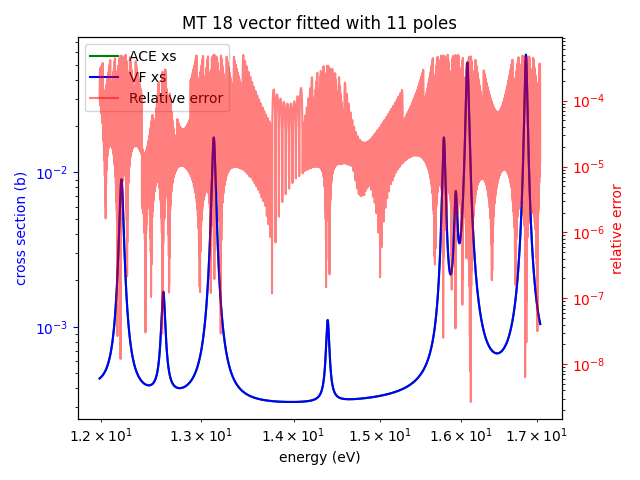 MT 18 vector fitted with 11 poles
ACE xs
VF xs
Relative error
cross section (b)
10⁻²
10⁻³
10⁻⁴
10⁻⁵
10⁻⁶
10⁻⁷
10⁻⁸
relative error
1.2 × 10¹ 1.3 × 10¹ 1.4 × 10¹ 1.5 × 10¹ 1.6 × 10¹ 1.7 × 10¹
energy (eV)